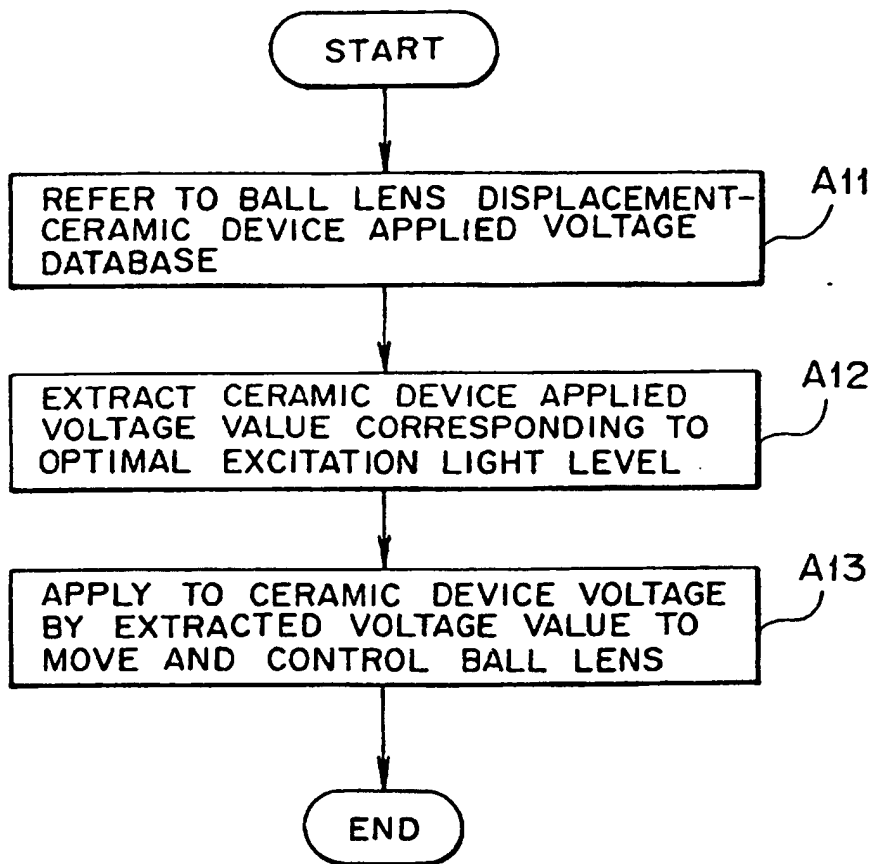 START
REFER TO BALL LENS DISPLACEMENT-
CERAMIC DEVICE APPLIED VOLTAGE
DATABASE
A11
EXTRACT CERAMIC DEVICE APPLIED
VOLTAGE VALUE CORRESPONDING TO
OPTIMAL EXCITATION LIGHT LEVEL
A12
APPLY TO CERAMIC DEVICE VOLTAGE
BY EXTRACTED VOLTAGE VALUE TO
MOVE AND CONTROL BALL LENS
A13
END